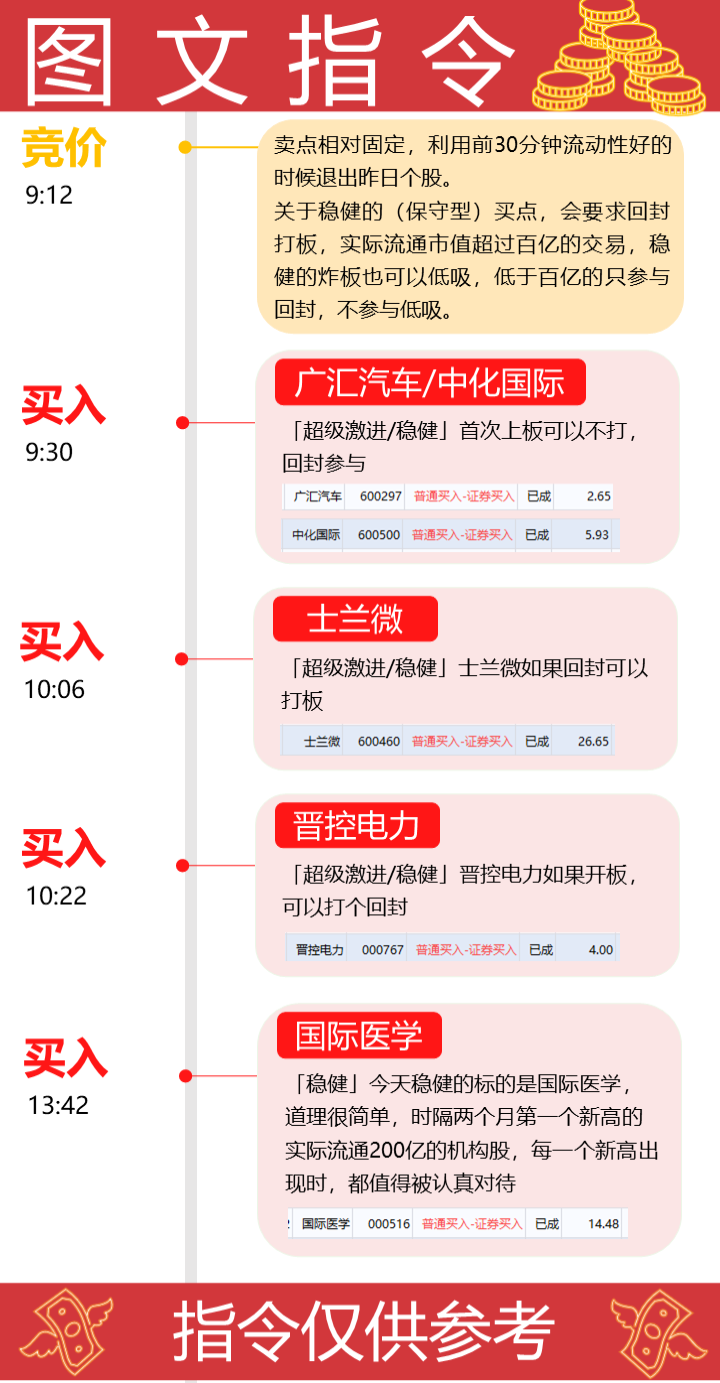 图文指令
竞价
9:12
卖点相对固定，利用前30分钟流动性好的
时候退出昨日个股。
关于稳健的（保守型）买点，会要求回封
打板，实际流通市值超过百亿的交易，稳
健的炸板也可以低吸，低于百亿的只参与
回封，不参与低吸。
买入
9:30
广汇汽车/中化国际
「超级激进/稳健」首次上板可以不打，
回封参与
广汇汽车 600297 普通买入-证券买入 已成 2.65
中化国际 600500 普通买入-证券买入 已成 5.93
买入
10:06
士兰微
「超级激进/稳健」士兰微如果回封可以
打板
士兰微 600460 普通买入-证券买入 已成 26.65
买入
10:22
晋控电力
「超级激进/稳健」晋控电力如果开板，
可以打个回封
晋控电力 000767 普通买入-证券买入 已成 4.00
买入
13:42
国际医学
「稳健」今天稳健的标的是国际医学，
道理很简单，时隔两个月第一个新高的
实际流通200亿的机构股，每一个新高出
现时，都值得被认真对待
国际医学 000516 普通买入-证券买入 已成 14.48
指令仅供参考